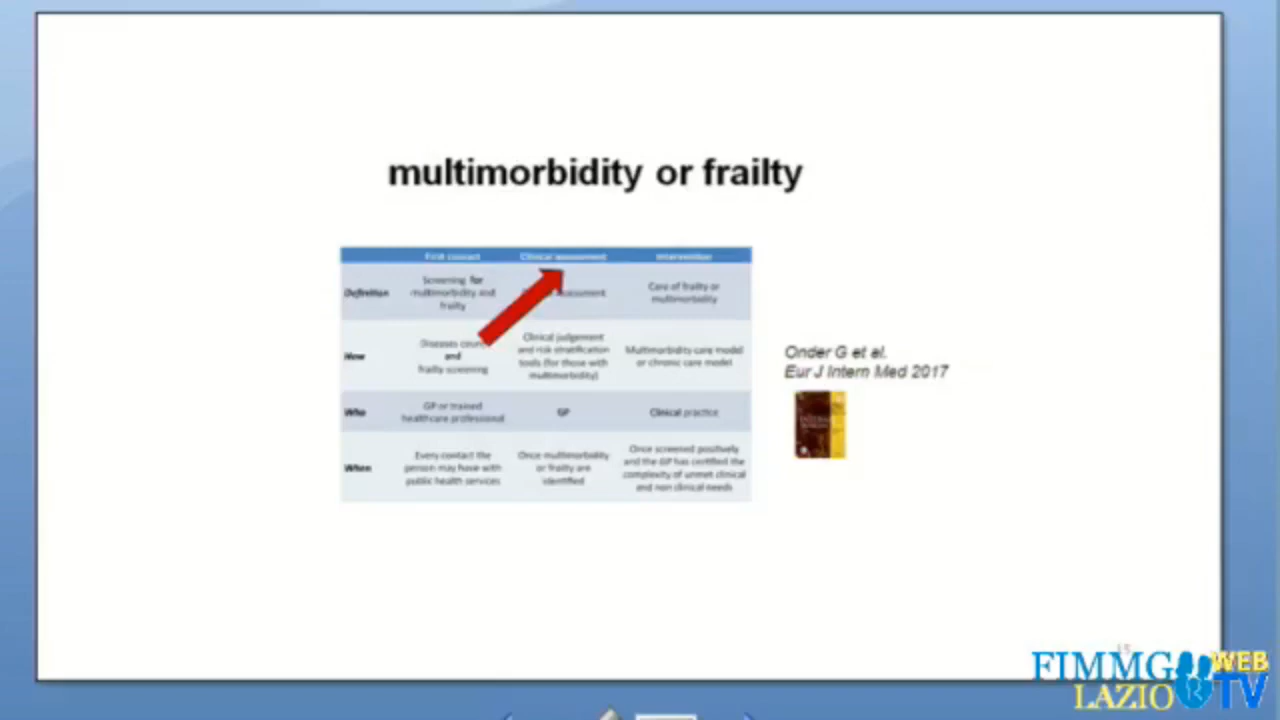 multimorbidity or frailty
First contact Clinical assessment Intervention
Definition
Screening for
multimorbidity and
frailty
assessment
Care of frailty or
multimorbidity
How
Diseases count
and
frailty screening
Clinical judgement
and risk stratification
tools (for those with
multimorbidity)
Multimorbidity care model
or chronic care model
Who
GP or trained
healthcare professional
GP
Clinical practice
When
Every contact the
person may have with
public health services
Once multimorbidity
or frailty are
identified
Once screened positively
and the GP has certified the
complexity of unmet clinical
and non clinical needs
Onder G et al.
Eur J Intern Med 2017
15
FIMMG WEB
LAZIO TV